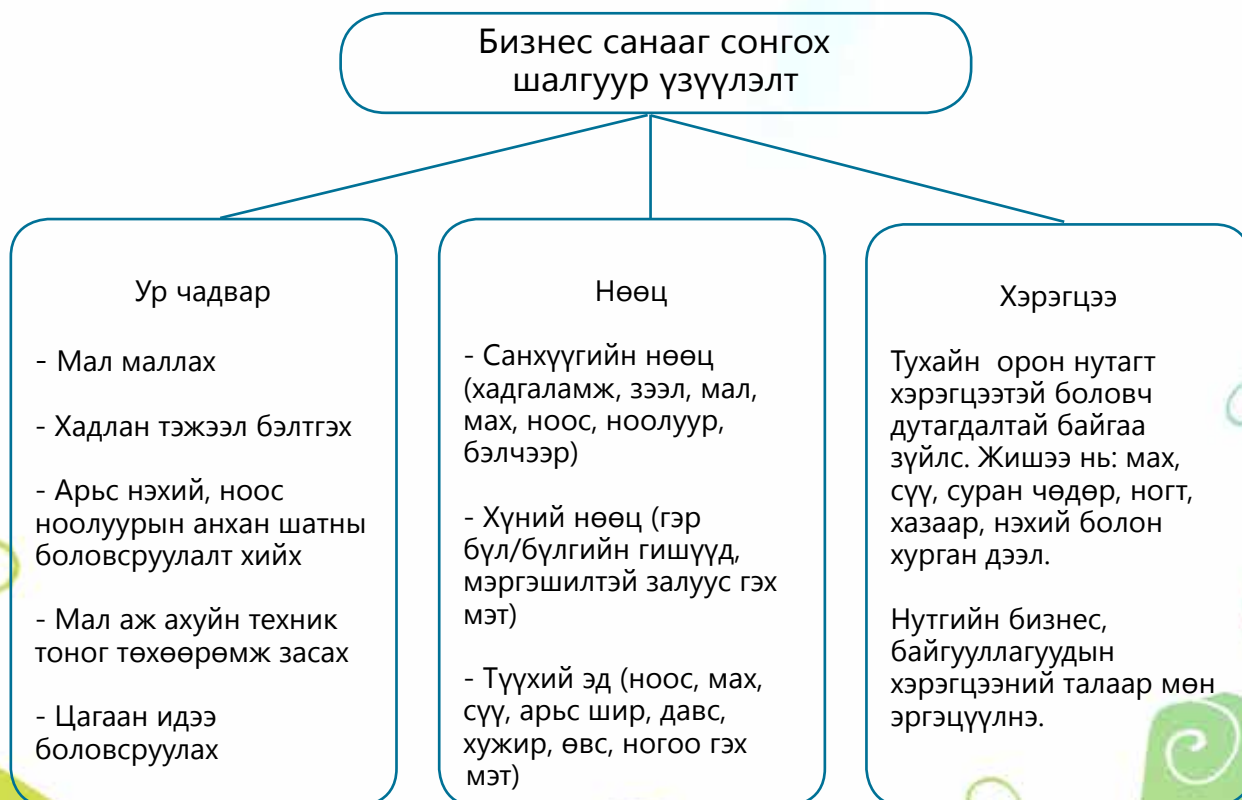 Бизнес санааг сонгох
шалгуур үзүүлэлт
Ур чадвар
- Мал маллах
- Хадлан тэжээл бэлтгэх
- Арьс нэхий, ноос
ноолуурын анхан шатны
боловсруулалт хийх
- Мал аж ахуйн техник
тоног төхөөрөмж засах
- Цагаан идээ
боловсруулах
Нөөц
- Санхүүгийн нөөц
(хадгаламж, зээл, мал,
мах, ноос, ноолуур,
бэлчээр)
- Хүний нөөц (гэр
бүл/бүлгийн гишүүд,
мэргэшилтэй залуус гэх
мэт)
- Түүхий эд (ноос, мах,
сүү, арьс шир, давс,
хужир, өвс, ногоо гэх
мэт)
Хэрэгцээ
Тухайн орон нутагт
хэрэгцээтэй боловч
дутагдалтай байгаа
зүйлс. Жишээ нь: мах,
сүү, суран чөдөр, ногт,
хазаар, нэхий болон
хурган дээл.
Нутгийн бизнес,
байгууллагуудын
хэрэгцээний талаар мөн
эргэцүүлнэ.